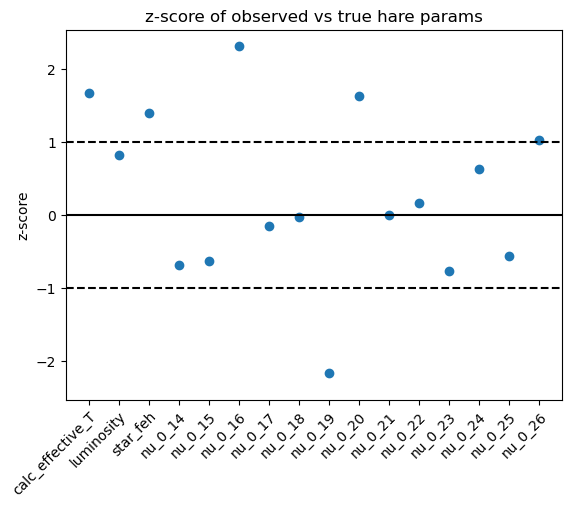 z-score of observed vs true hare params
2
1
0
−1
−2
z-score
calc_effective_T
luminosity
star_feh
nu_0_14
nu_0_15
nu_0_16
nu_0_17
nu_0_18
nu_0_19
nu_0_20
nu_0_21
nu_0_22
nu_0_23
nu_0_24
nu_0_25
nu_0_26